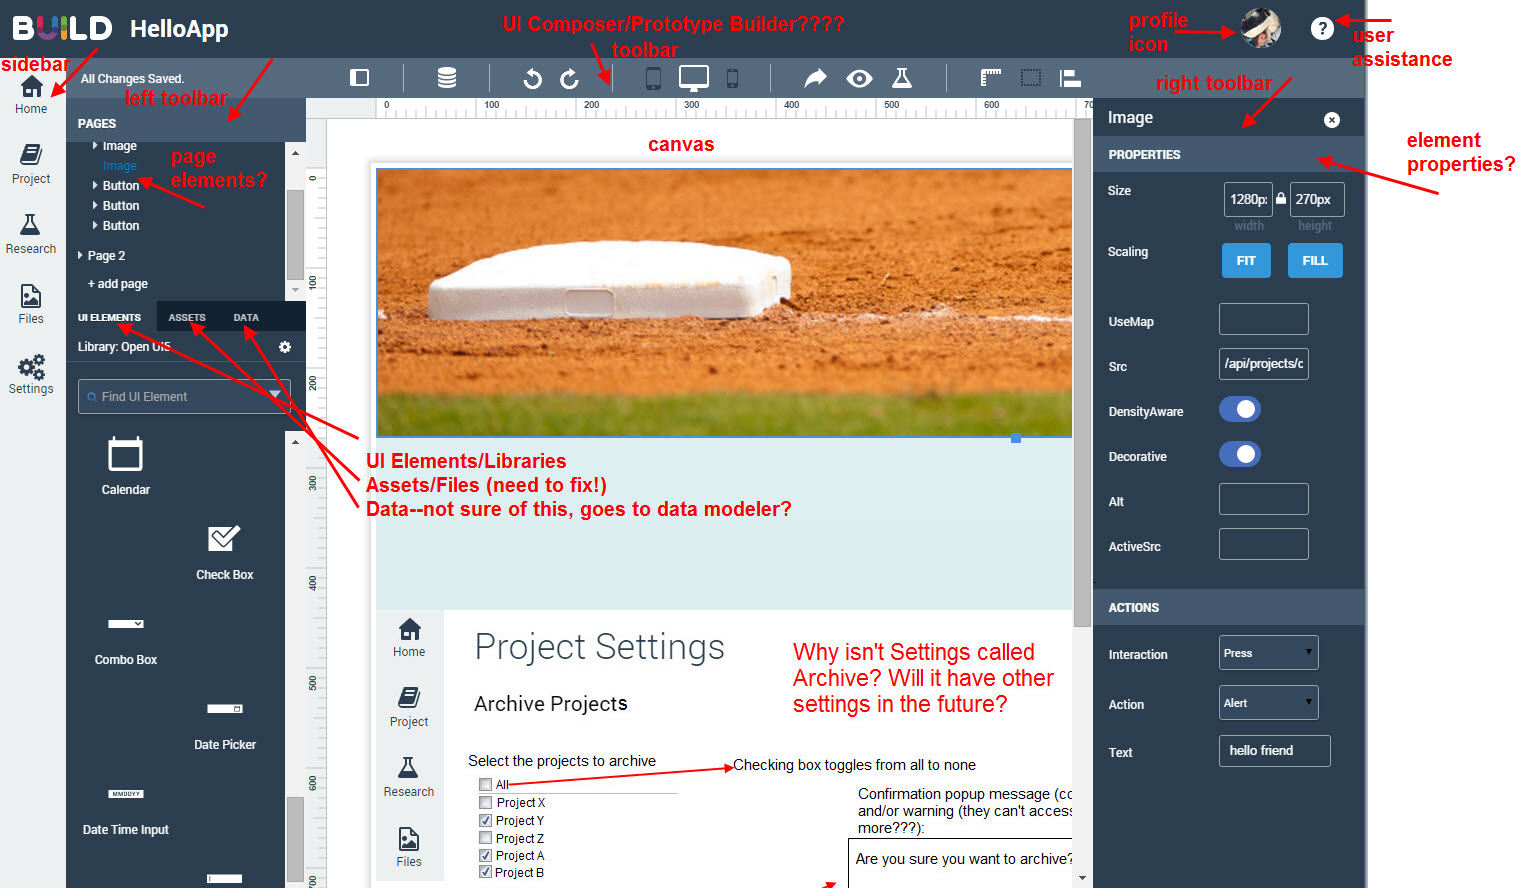 BUILD HelloApp
UI Composer/Prototype Builder????
toolbar
profile
icon
?
user
assistance
sidebar
All Changes Saved.
left toolbar
right toolbar
Home
Project
Research
Files
Settings
PAGES
Image
Image
Button
Button
Button
page
elements?
Page 2
+ add page
UI ELEMENTS
ASSETS
DATA
Library: Open UI5
Find UI Element
Calendar
Check Box
Combo Box
Date Picker
MMDDYY
Date Time Input
0 100 200 300 400 500 600 70
0
100
200
300
400
500
600
700
canvas
UI Elements/Libraries
Assets/Files (need to fix!)
Data--not sure of this, goes to data modeler?
Home
Project
Research
Files
Project Settings
Archive Projects
Why isn't Settings called
Archive? Will it have other
settings in the future?
Select the projects to archive
All
Project X
Project Y
Project Z
Project A
Project B
Checking box toggles from all to none
Confirmation popup message (co
and/or warning (they can't access
more???):
Are you sure you want to archive?
Image
PROPERTIES
element
properties?
Size
1280p
270px
width
height
Scaling
FIT
FILL
UseMap
Src
/api/projects/c
DensityAware
Decorative
Alt
ActiveSrc
ACTIONS
Interaction
Press
Action
Alert
Text
hello friend